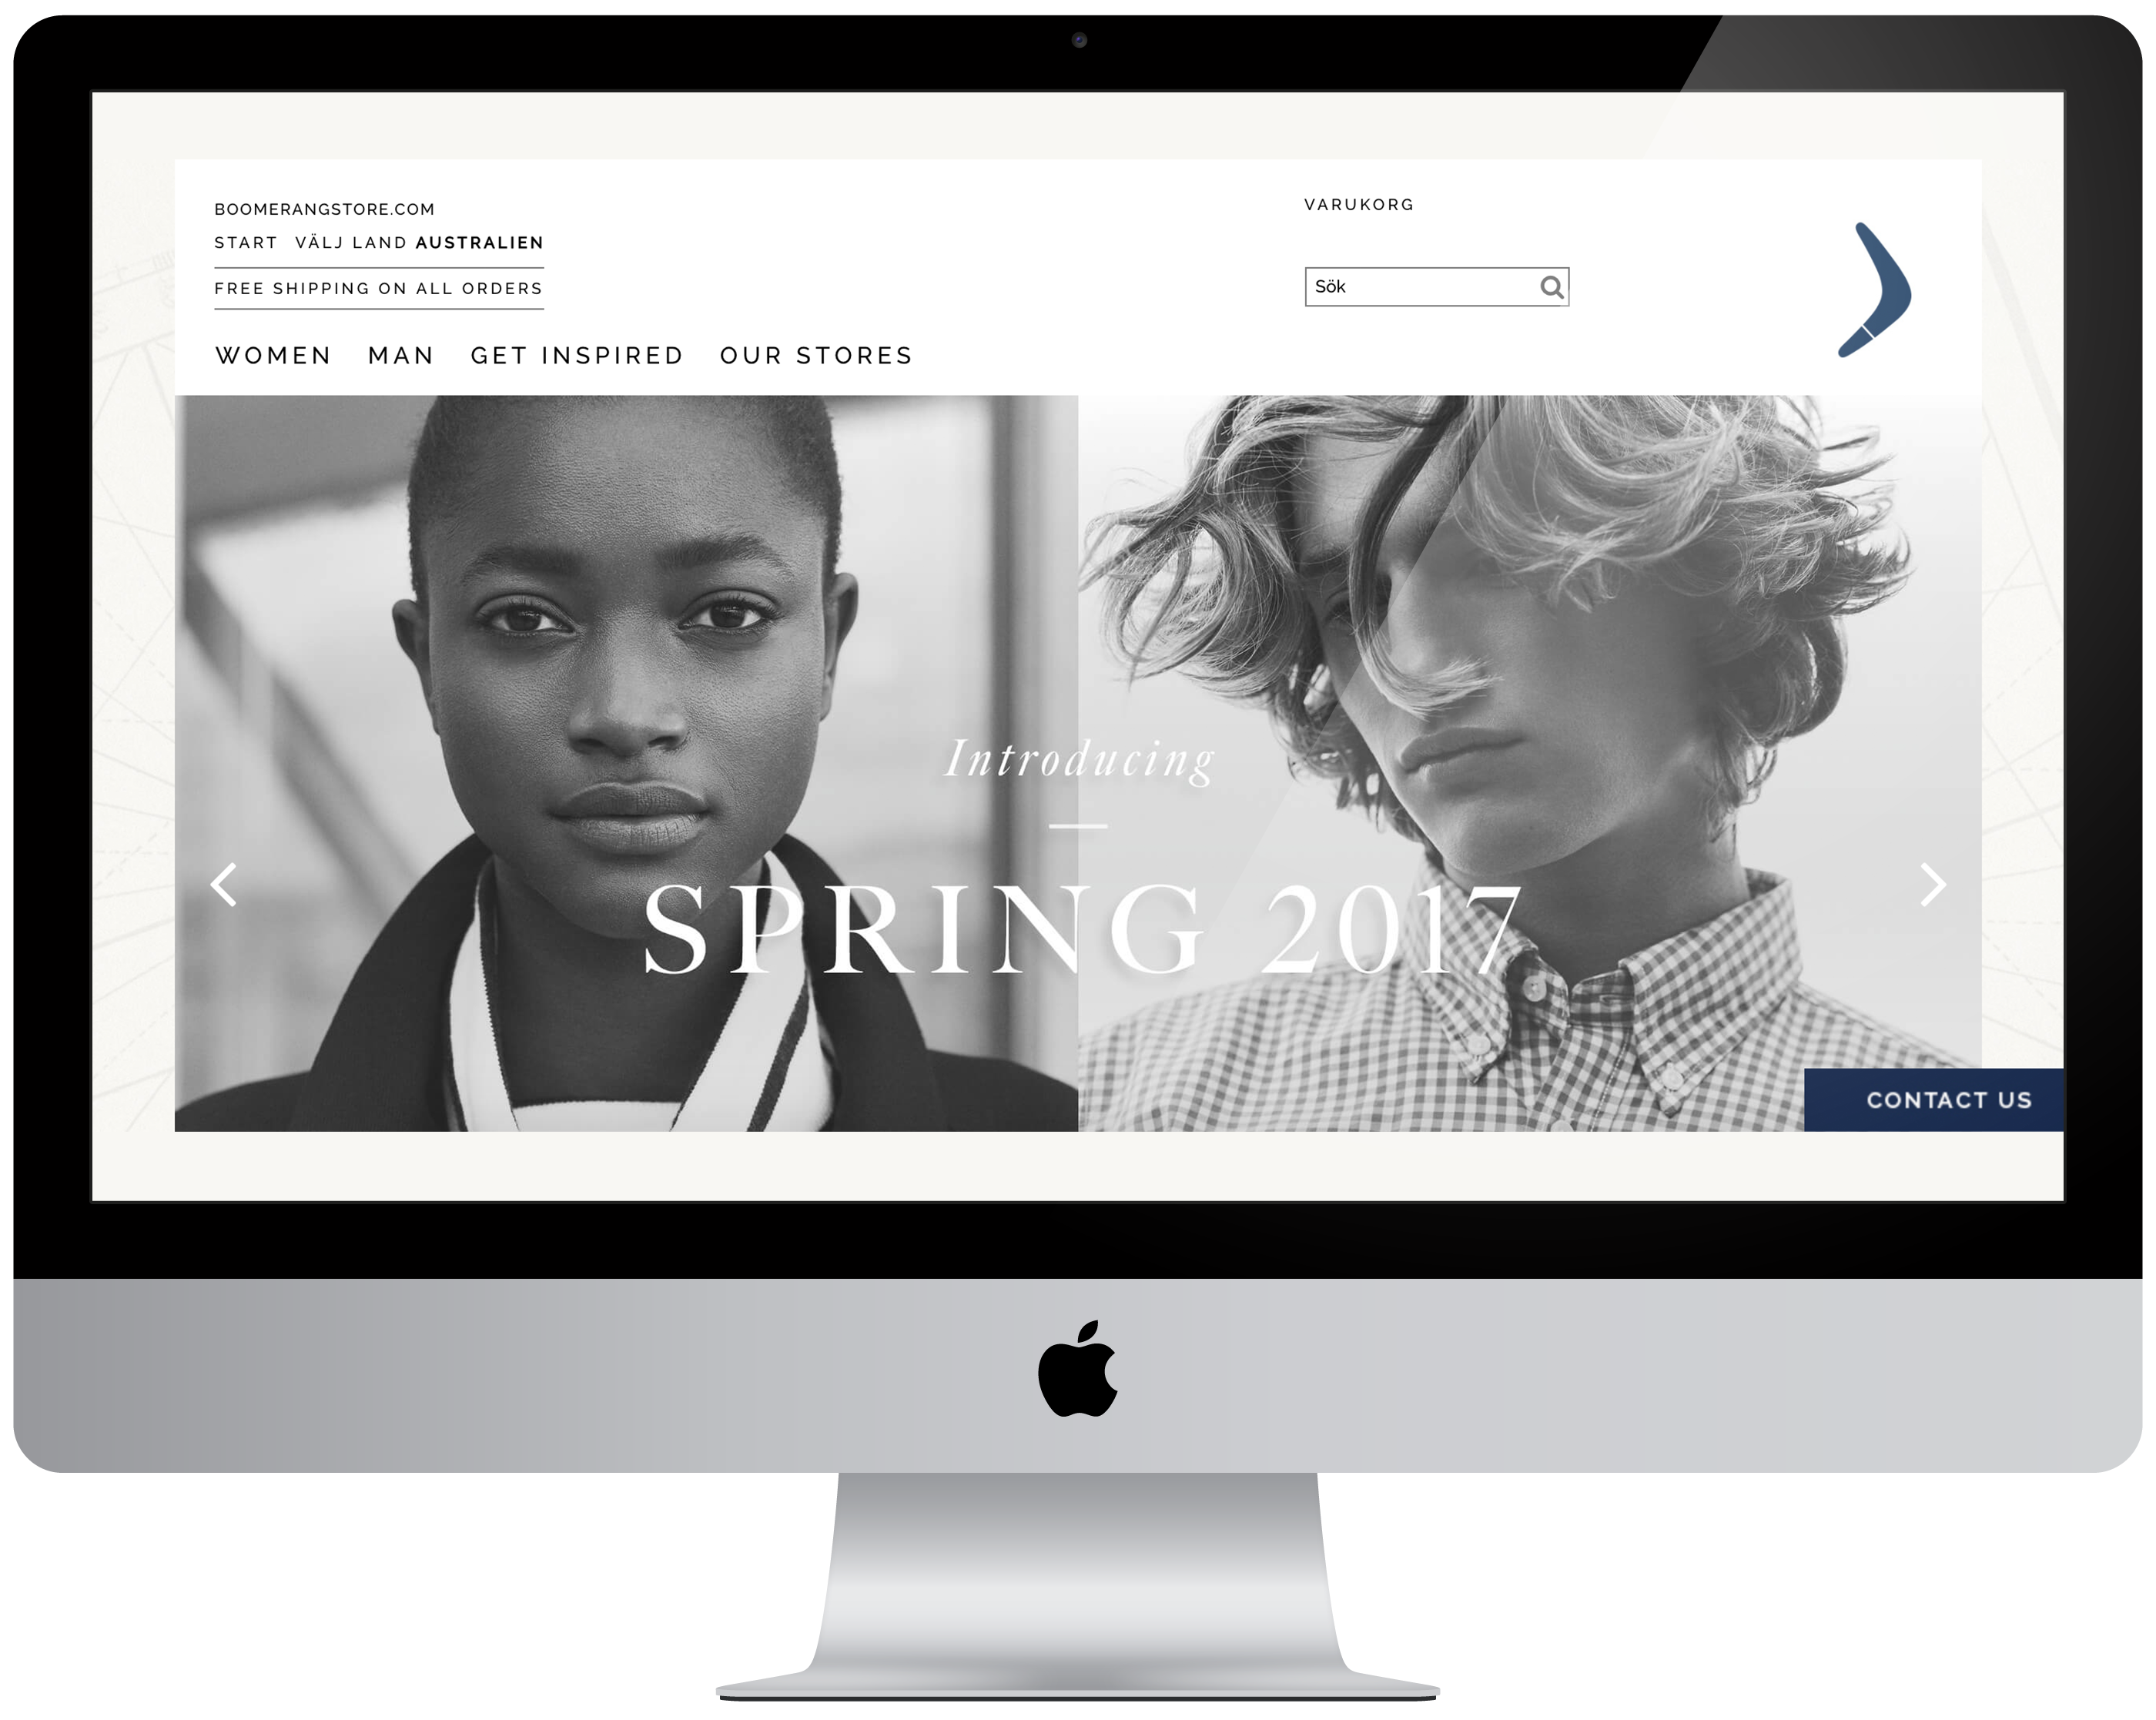 BOOMERANGSTORE.COM
START VÄLJ LAND AUSTRALIEN
FREE SHIPPING ON ALL ORDERS
VARUKORG
Sök
WOMEN MAN GET INSPIRED OUR STORES
Introducing
SPRING 2017
CONTACT US